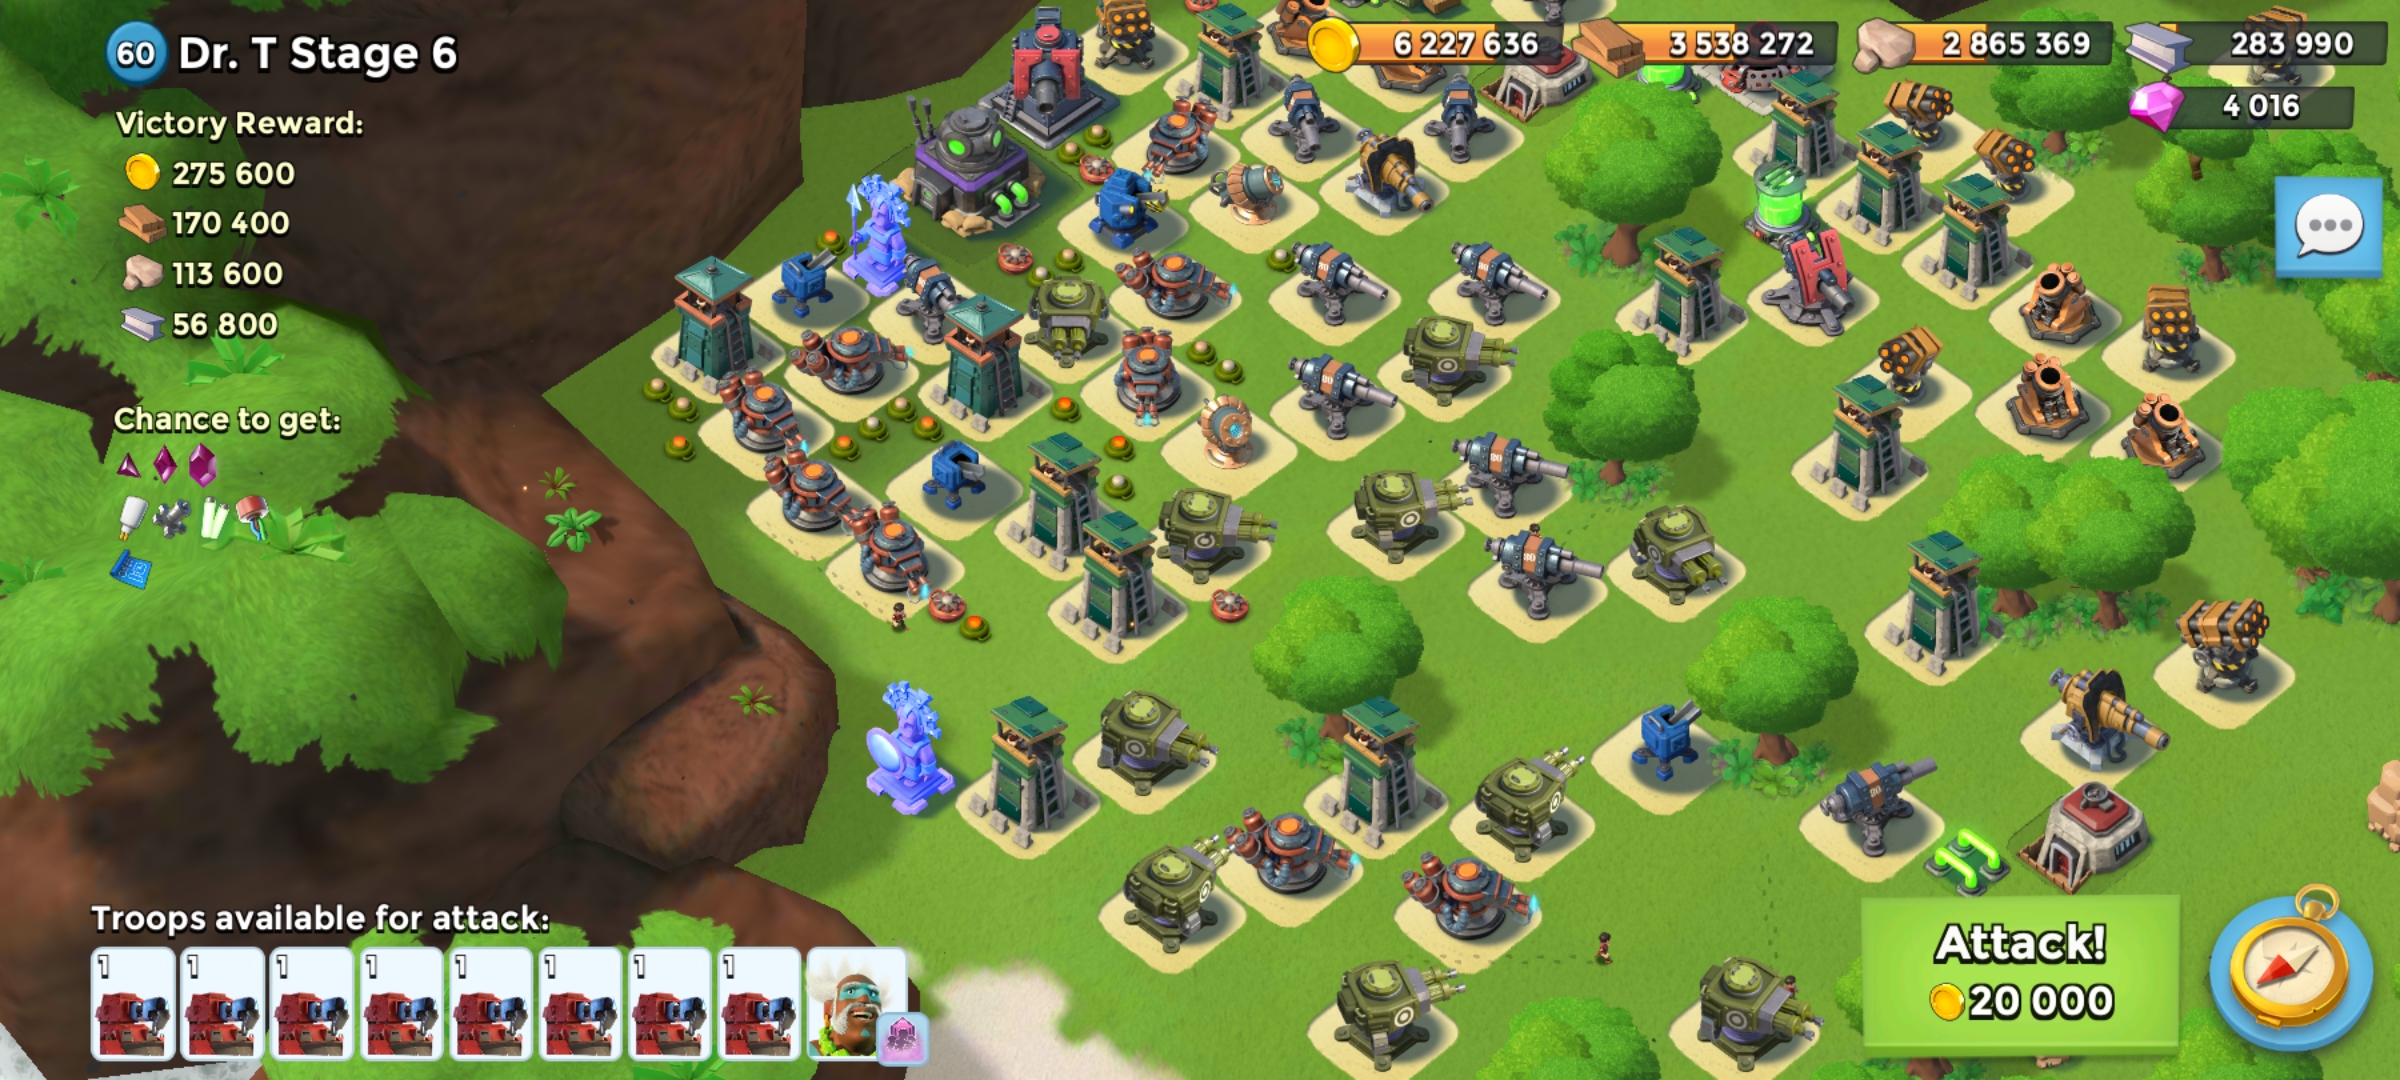 60 Dr. T Stage 6
6 227 636
3 538 272
2 865 369
283 990
4 016
Victory Reward:
275 600
170 400
113 600
56 800
Chance to get:
Troops available for attack:
1 1 1 1 1 1 1 1
Attack!
20 000